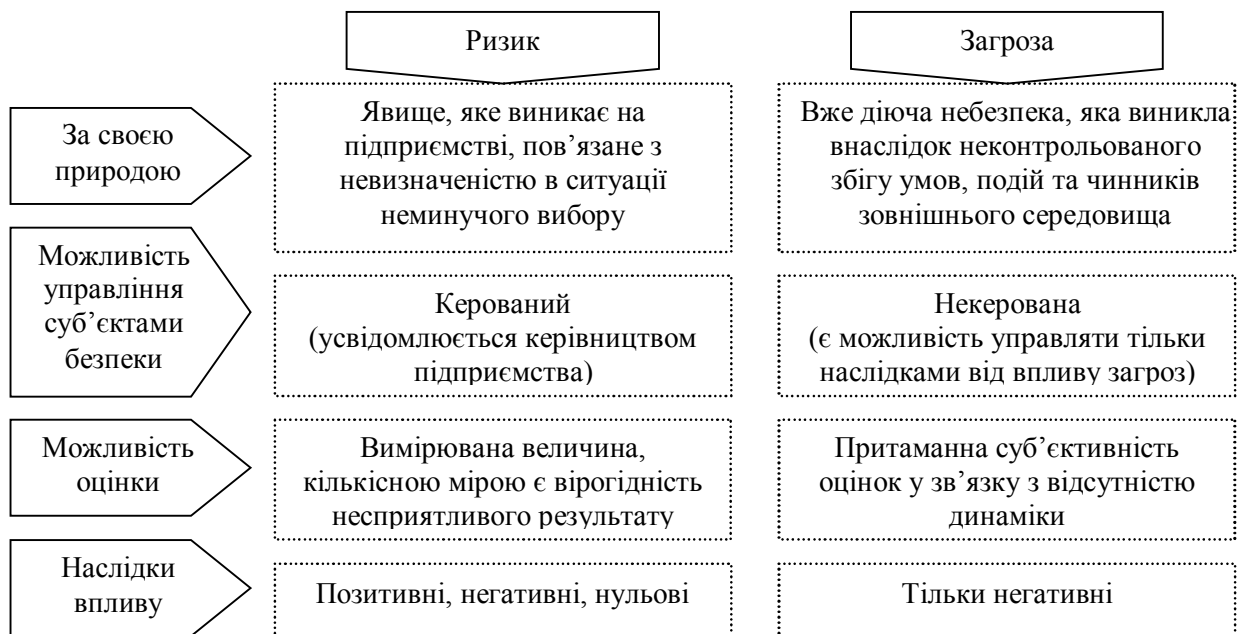 Ризик
Загроза
За своєю
природою
Явище, яке виникає на
підприємстві, пов’язане з
невизначеністю в ситуації
неминучого вибору
Вже діюча небезпека, яка виникла
внаслідок неконтрольованого
збігу умов, подій та чинників
зовнішнього середовища
Можливість
управління
суб’єктами
безпеки
Керований
(усвідомлюється керівництвом
підприємства)
Некерована
(є можливість управляти тільки
наслідками від впливу загроз)
Можливість
оцінки
Вимірювана величина,
кількісною мірою є вірогідність
несприятливого результату
Притаманна суб’єктивність
оцінок у зв’язку з відсутністю
динаміки
Наслідки
впливу
Позитивні, негативні, нульові
Тільки негативні